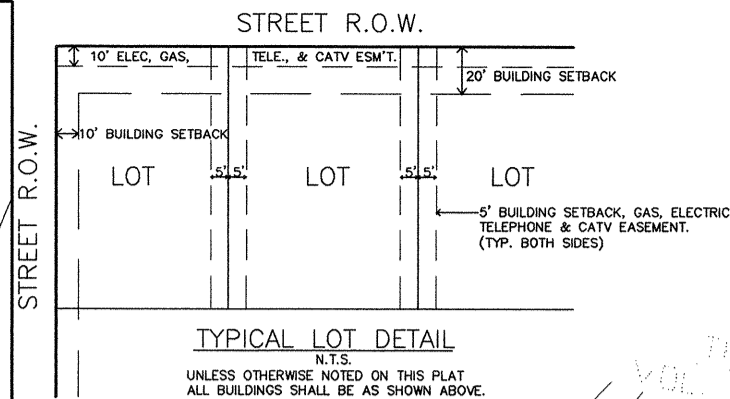 STREET R.O.W.
10' ELEC, GAS, TELE., & CATV ESM'T.
20' BUILDING SETBACK
STREET R.O.W.
10' BUILDING SETBACK
LOT 5' 5' LOT 5' 5' LOT
5' BUILDING SETBACK, GAS, ELECTRIC
TELEPHONE & CATV EASEMENT.
(TYP. BOTH SIDES)
TYPICAL LOT DETAIL
N.T.S.
UNLESS OTHERWISE NOTED ON THIS PLAT
ALL BUILDINGS SHALL BE AS SHOWN ABOVE.